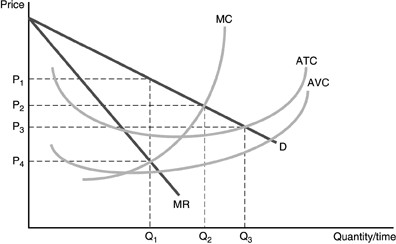 Price
MC
ATC
AVC
P1
P2
P3
P4
D
MR
Q1
Q2
Q3
Quantity/time